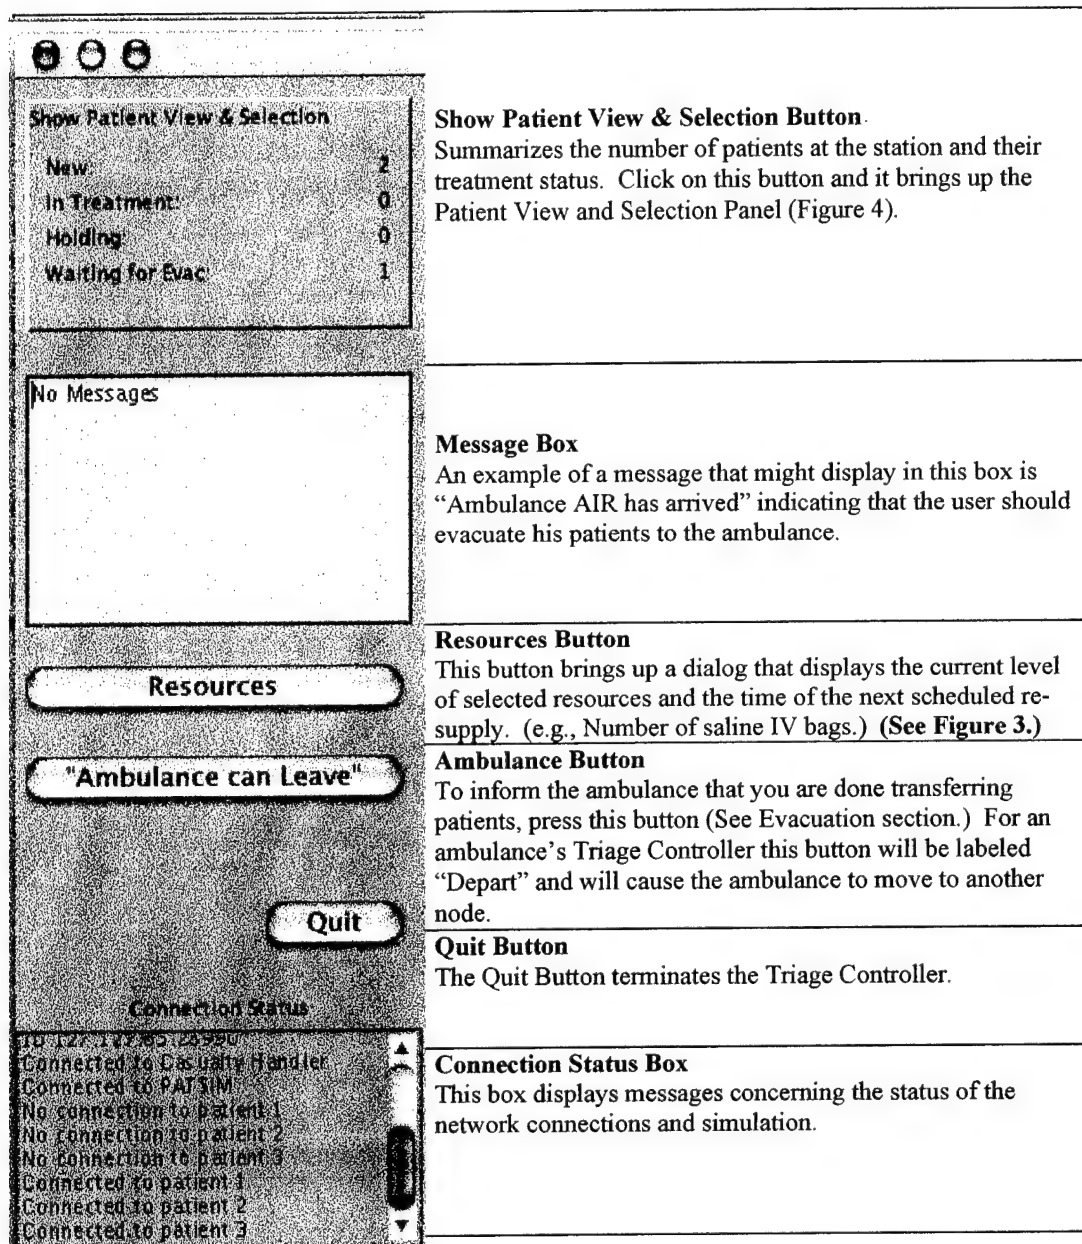 Show Patient View & Selection
New: 2
In Treatment: 0
Holding: 0
Waiting for Evac: 1
No Messages
Resources
"Ambulance can Leave"
Quit
Connection Status
Connected to Casualty Handler
Connected to PATSIM
No connection to patient 1
No connection to patient 2
No connection to patient 3
Connected to patient 1
Connected to patient 2
Connected to patient 3
Show Patient View & Selection Button
Summarizes the number of patients at the station and their
treatment status. Click on this button and it brings up the
Patient View and Selection Panel (Figure 4).
Message Box
An example of a message that might display in this box is
“Ambulance AIR has arrived” indicating that the user should
evacuate his patients to the ambulance.
Resources Button
This button brings up a dialog that displays the current level
of selected resources and the time of the next scheduled re-
supply. (e.g., Number of saline IV bags.) (See Figure 3.)
Ambulance Button
To inform the ambulance that you are done transferring
patients, press this button (See Evacuation section.) For an
ambulance’s Triage Controller this button will be labeled
“Depart” and will cause the ambulance to move to another
node.
Quit Button
The Quit Button terminates the Triage Controller.
Connection Status Box
This box displays messages concerning the status of the
network connections and simulation.